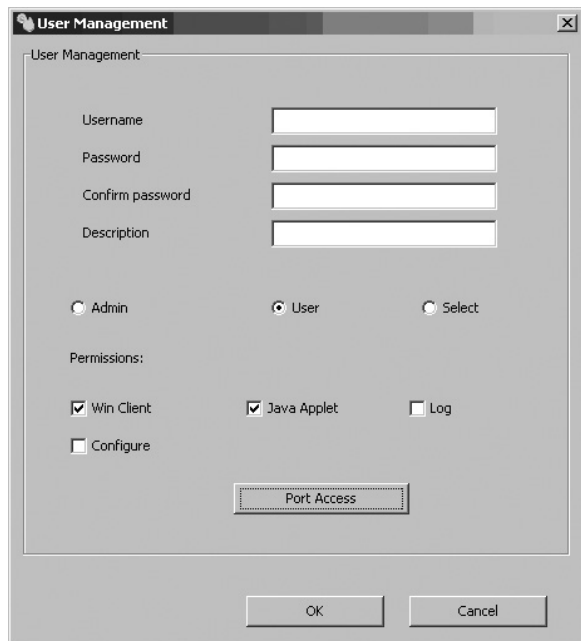 User Management
User Management
Username
Password
Confirm password
Description
Admin User Select
Permissions:
Win Client Java Applet Log
Configure
Port Access
OK Cancel